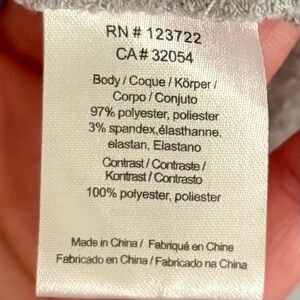 RN # 123722
CA# 32054
Body / Coque / Körper /
Corpo / Conjuto
97% polyester, poliester
3% spandex,élasthanne,
elastan, Elastano
Contrast / Contraste /
Kontrast / Contrasto
100% polyester, poliester
Made in China / Fabriqué en Chine
Fabricado en China / Fabricado na China